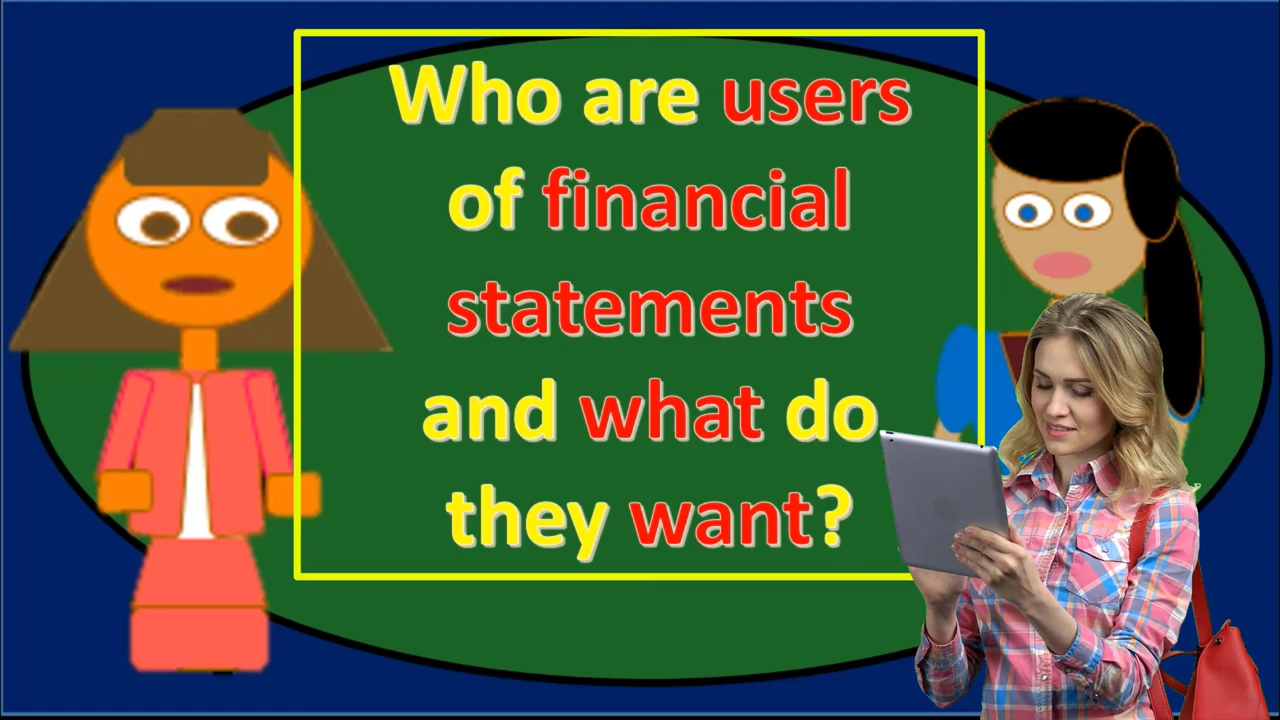 Who are users
of financial
statements
and what do
they want?